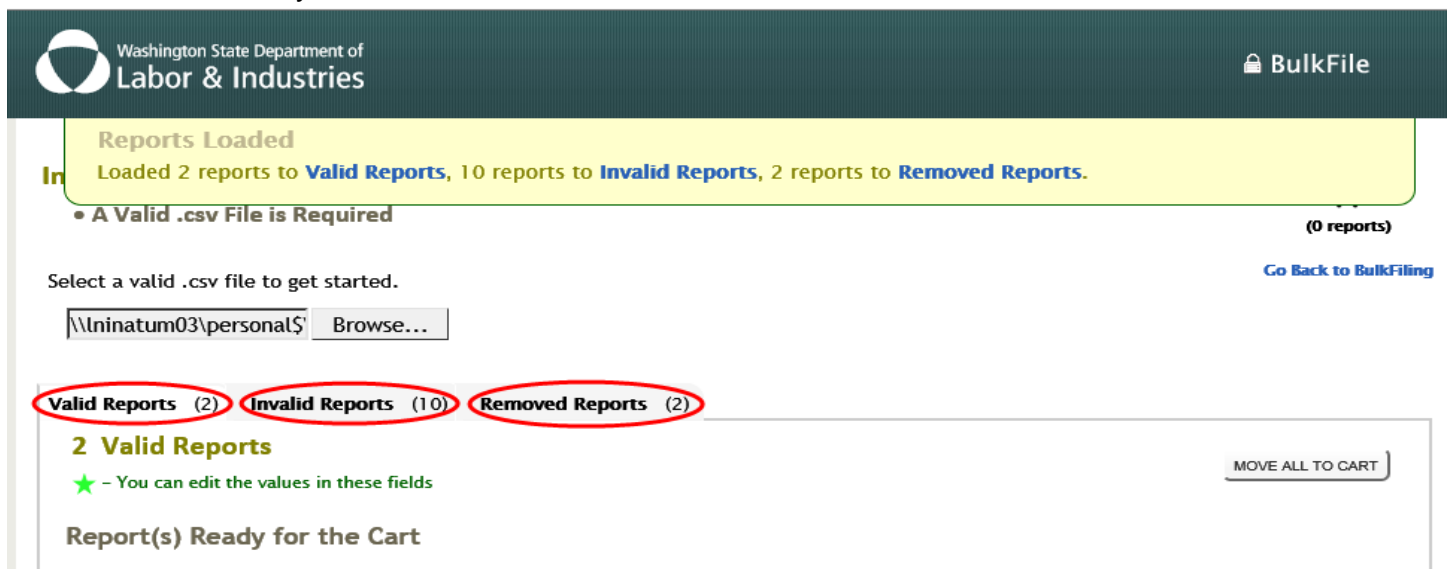 Washington State Department of
Labor & Industries
BulkFile
Reports Loaded
Loaded 2 reports to Valid Reports, 10 reports to Invalid Reports, 2 reports to Removed Reports.
In
• A Valid .csv File is Required
(0 reports)
Select a valid .csv file to get started.
Go Back to BulkFiling
\\lninatum03\personal$ Browse...
Valid Reports (2) Invalid Reports (10) Removed Reports (2)
2 Valid Reports
MOVE ALL TO CART
– You can edit the values in these fields
Report(s) Ready for the Cart